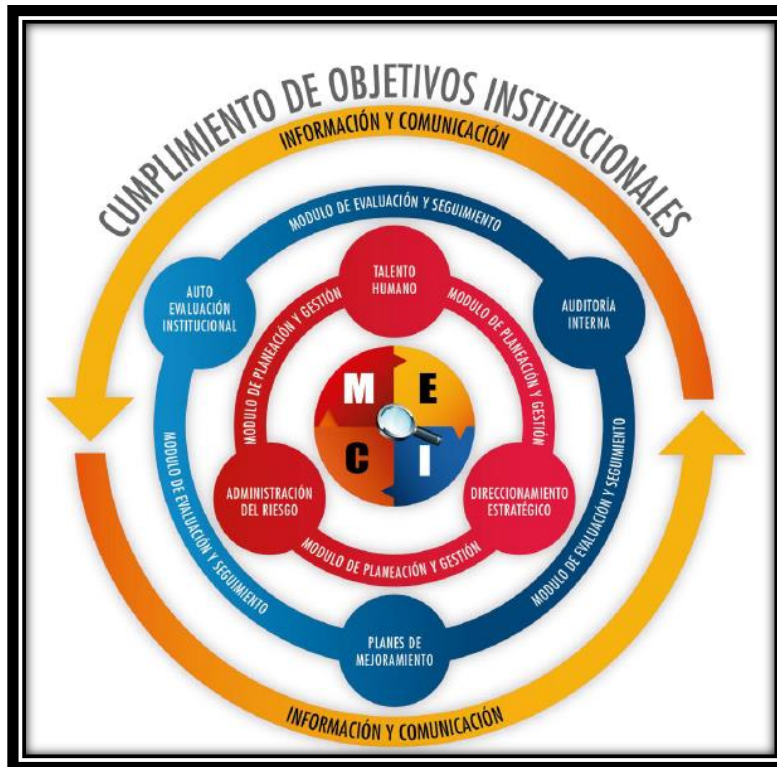 CUMPLIMIENTO DE OBJETIVOS INSTITUCIONALES
INFORMACIÓN Y COMUNICACIÓN
MODULO DE EVALUACIÓN Y SEGUIMIENTO
AUTO
EVALUACIÓN
INSTITUCIONAL
TALENTO
HUMANO
AUDITORÍA
INTERNA
MODULO DE PLANEACIÓN Y GESTIÓN
MODULO DE PLANEACIÓN Y GESTIÓN
M E
C I
ADMINISTRACIÓN
DEL RIESGO
DIRECCIONAMIENTO
ESTRATÉGICO
MODULO DE PLANEACIÓN Y GESTIÓN
MODULO DE EVALUACIÓN Y SEGUIMIENTO
MODULO DE EVALUACIÓN Y SEGUIMIENTO
PLANES DE
MEJORAMIENTO
INFORMACIÓN Y COMUNICACIÓN